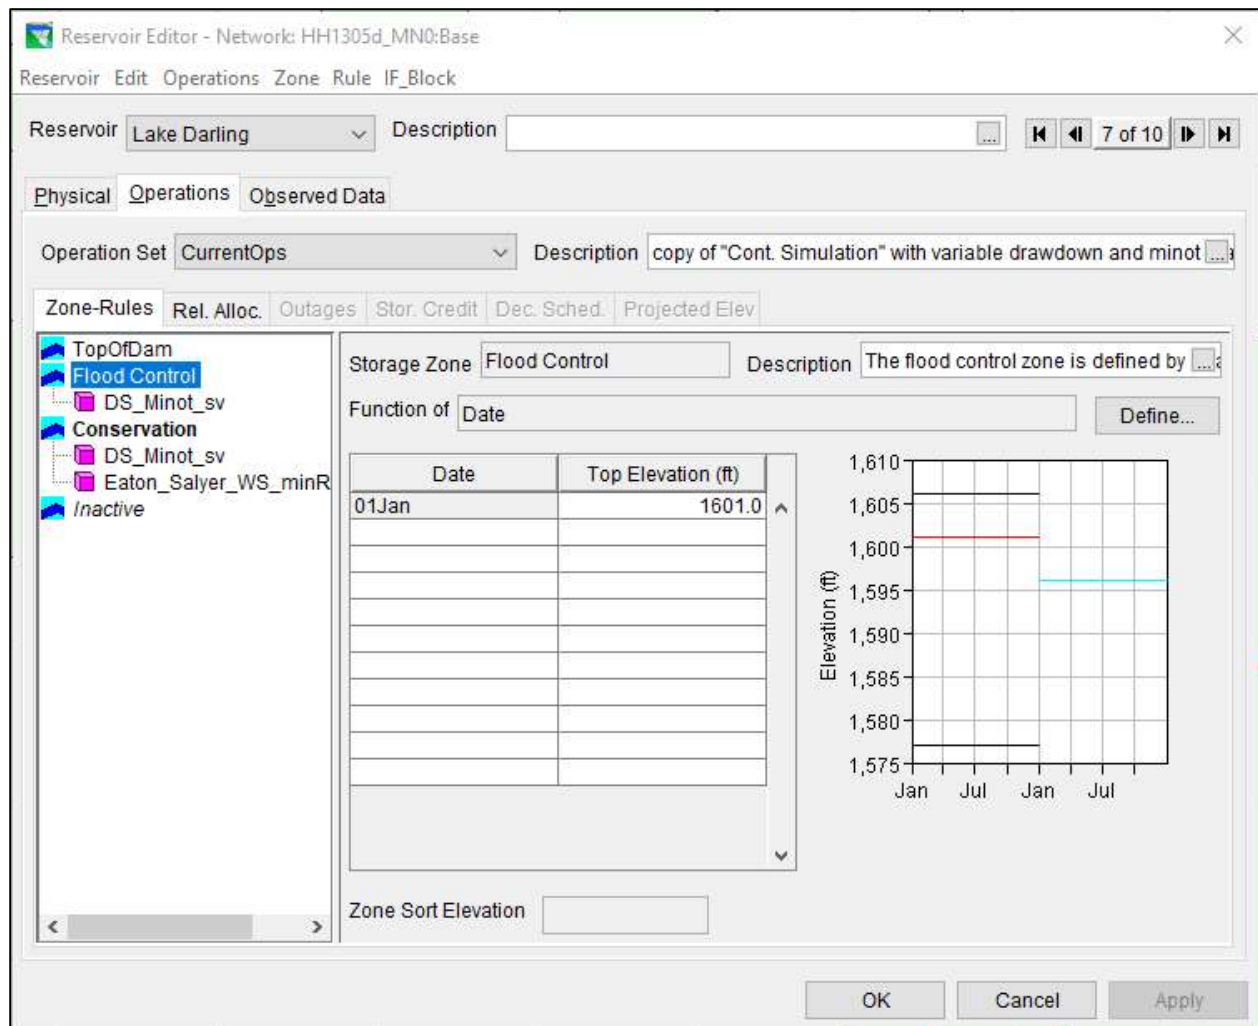 Reservoir Editor - Network: HH1305d_MN0:Base
Reservoir Edit Operations Zone Rule IF_Block
Reservoir Lake Darling Description ... 7 of 10
Physical Operations Observed Data
Operation Set CurrentOps Description copy of "Cont. Simulation" with variable drawdown and minot ...
Zone-Rules Rel. Alloc. Outages Stor. Credit Dec. Sched. Projected Elev
TopOfDam
Flood Control
DS_Minot_sv
Conservation
DS_Minot_sv
Eaton_Salyer_WS_minR
Inactive
Storage Zone Flood Control Description The flood control zone is defined by ...
Function of Date Define...
Date Top Elevation (ft)
01Jan 1601.0
Elevation (ft)
1,610
1,605
1,600
1,595
1,590
1,585
1,580
1,575
Jan Jul Jan Jul
Zone Sort Elevation
OK Cancel Apply